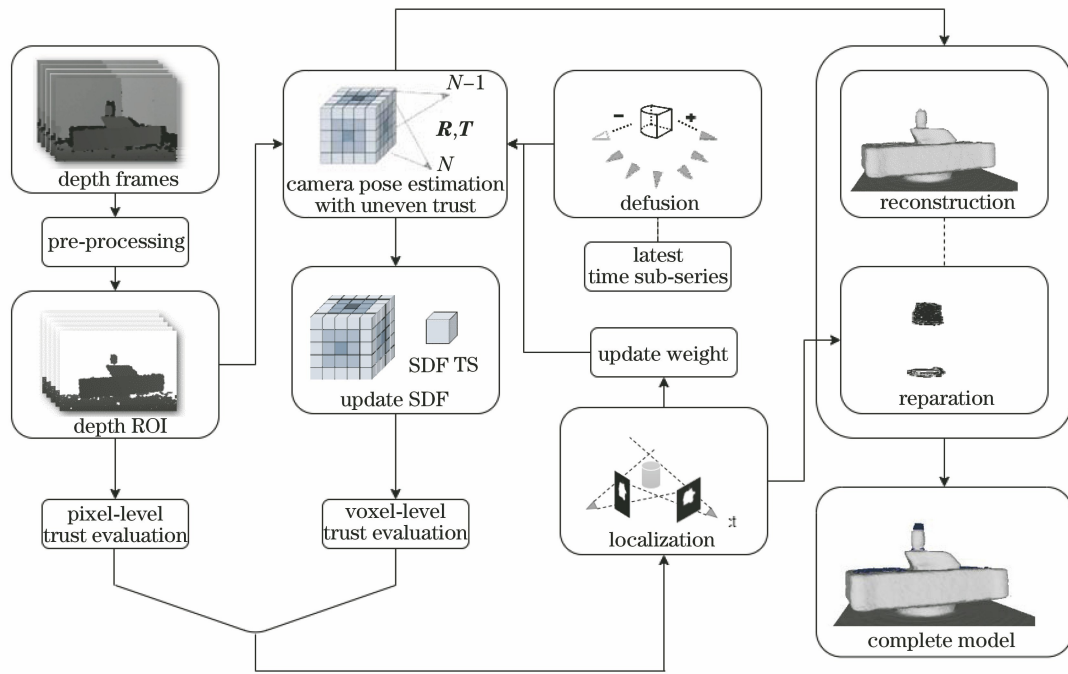 depth frames
pre-processing
depth ROI
pixel-level
trust evaluation
N−1
R,T
N
camera pose estimation
with uneven trust
SDF TS
update SDF
voxel-level
trust evaluation
− +
defusion
latest
time sub-series
update weight
localization
reconstruction
reparation
complete model